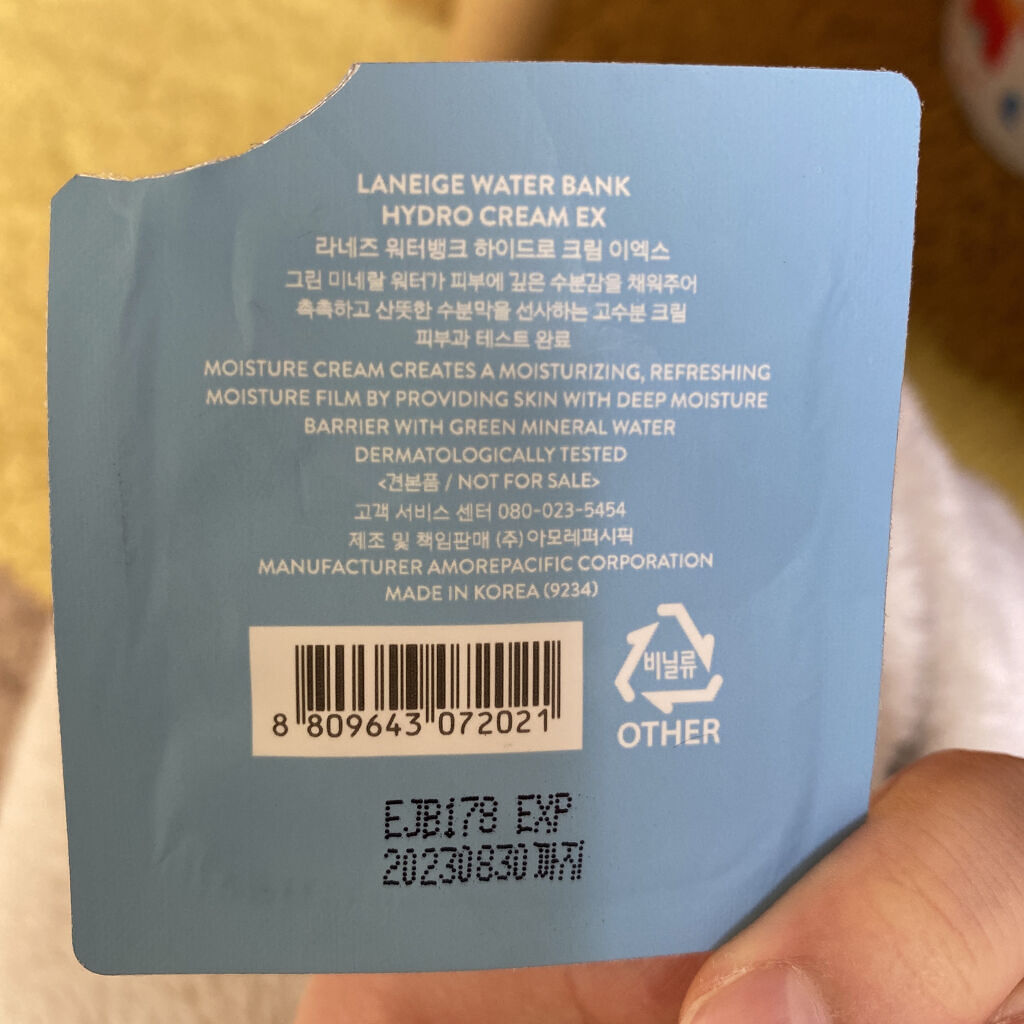 LANEIGE WATER BANK
HYDRO CREAM EX
라네즈 워터뱅크 하이드로 크림 이엑스
그린 미네랄 워터가 피부에 깊은 수분감을 채워주어
촉촉하고 산뜻한 수분막을 선사하는 고수분 크림
피부과 테스트 완료
MOISTURE CREAM CREATES A MOISTURIZING, REFRESHING
MOISTURE FILM BY PROVIDING SKIN WITH DEEP MOISTURE
BARRIER WITH GREEN MINERAL WATER
DERMATOLOGICALLY TESTED
<견본품 / NOT FOR SALE>
고객 서비스 센터 080-023-5454
제조 및 책임판매 (주)아모레퍼시픽
MANUFACTURER AMOREPACIFIC CORPORATION
MADE IN KOREA (9234)
비닐류
OTHER
8 809643 072021
EJB178 EXP
20230830까지